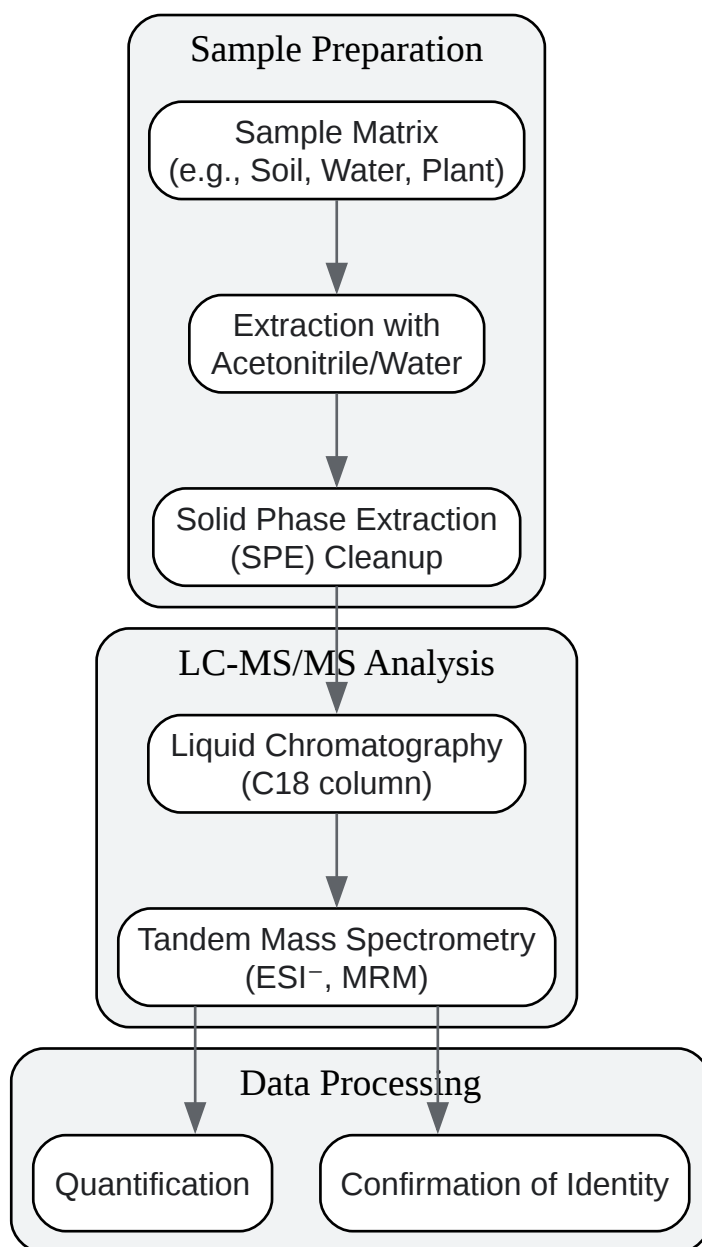 Sample Preparation
Sample Matrix
(e.g., Soil, Water, Plant)
Extraction with
Acetonitrile/Water
Solid Phase Extraction
(SPE) Cleanup
LC-MS/MS Analysis
Liquid Chromatography
(C18 column)
Tandem Mass Spectrometry
(ESI⁻, MRM)
Data Processing
Quantification
Confirmation of Identity